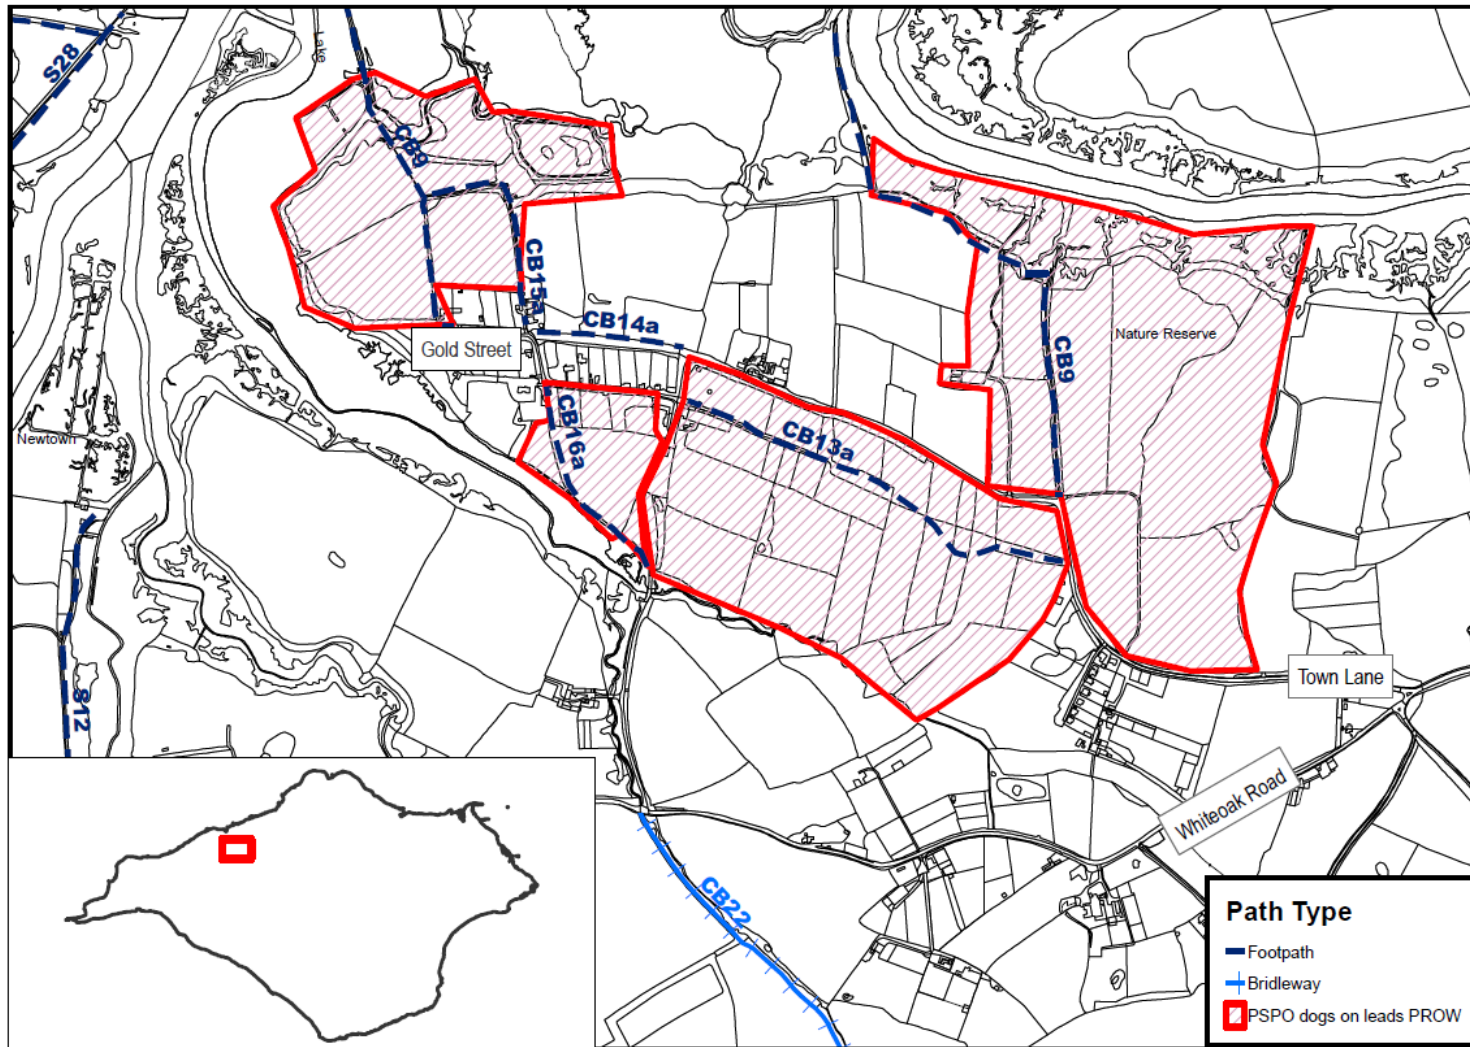 S28
Lake
CB9
CB15a
CB14a
Gold Street
CB16a
CB13a
CB9
Nature Reserve
Newtown
S12
Town Lane
Whiteoak Road
CB22
Path Type
Footpath
Bridleway
PSPO dogs on leads PROW